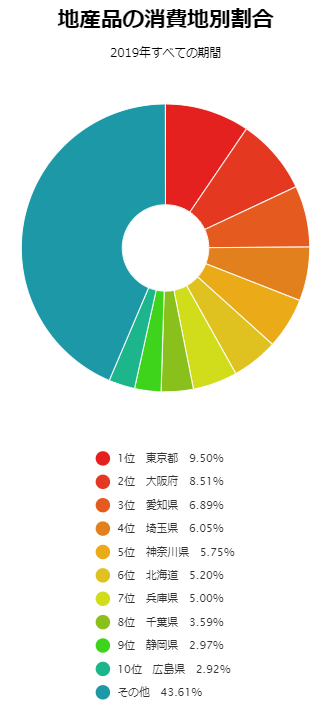 地産品の消費地別割合
2019年すべての期間
1位 東京都 9.50%
2位 大阪府 8.51%
3位 愛知県 6.89%
4位 埼玉県 6.05%
5位 神奈川県 5.75%
6位 北海道 5.20%
7位 兵庫県 5.00%
8位 千葉県 3.59%
9位 静岡県 2.97%
10位 広島県 2.92%
その他 43.61%